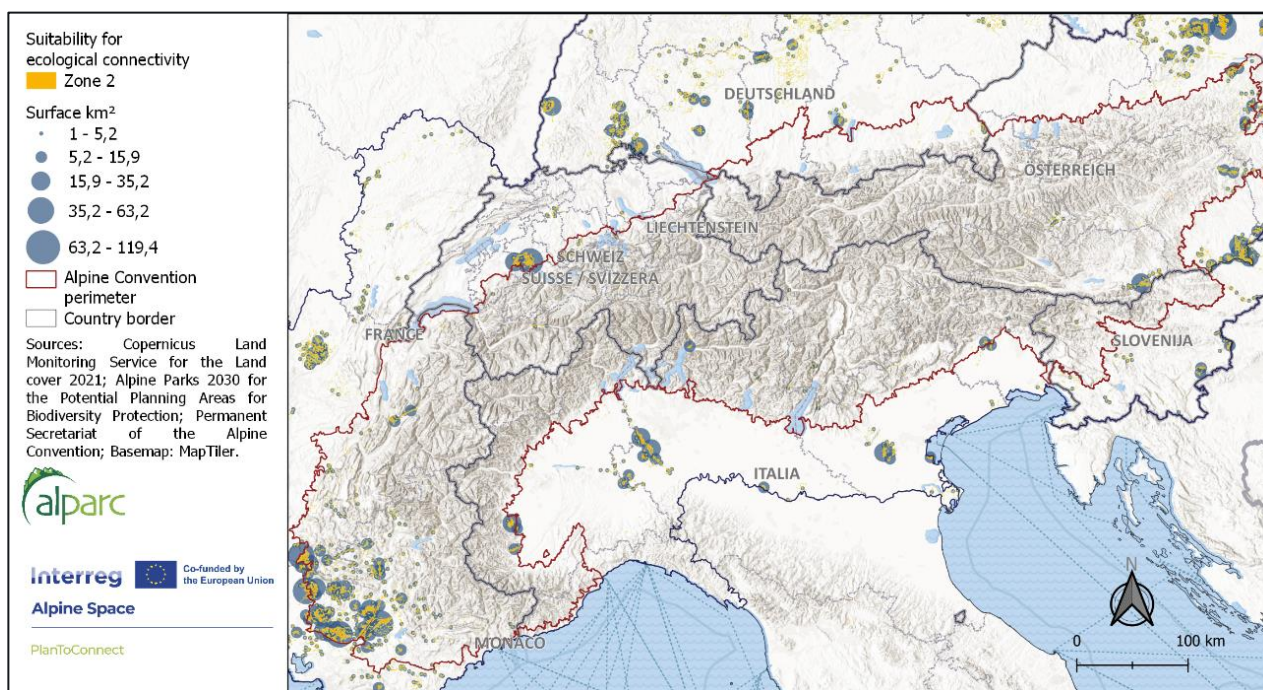 Suitability for
ecological connectivity
Zone 2
Surface km²
1 - 5,2
5,2 - 15,9
15,9 - 35,2
35,2 - 63,2
63,2 - 119,4
Alpine Convention
perimeter
Country border
Sources: Copernicus Land
Monitoring Service for the Land
cover 2021; Alpine Parks 2030 for
the Potential Planning Areas for
Biodiversity Protection; Permanent
Secretariat of the Alpine
Convention; Basemap: MapTiler.
alparc
Interreg
Co-funded by
the European Union
Alpine Space
PlanToConnect
DEUTSCHLAND
ÖSTERREICH
LIECHTENSTEIN
SCHWEIZ
SUISSE / SVIZZERA
FRANCE
SLOVENIJA
ITALIA
MONACO
N
0 100 km